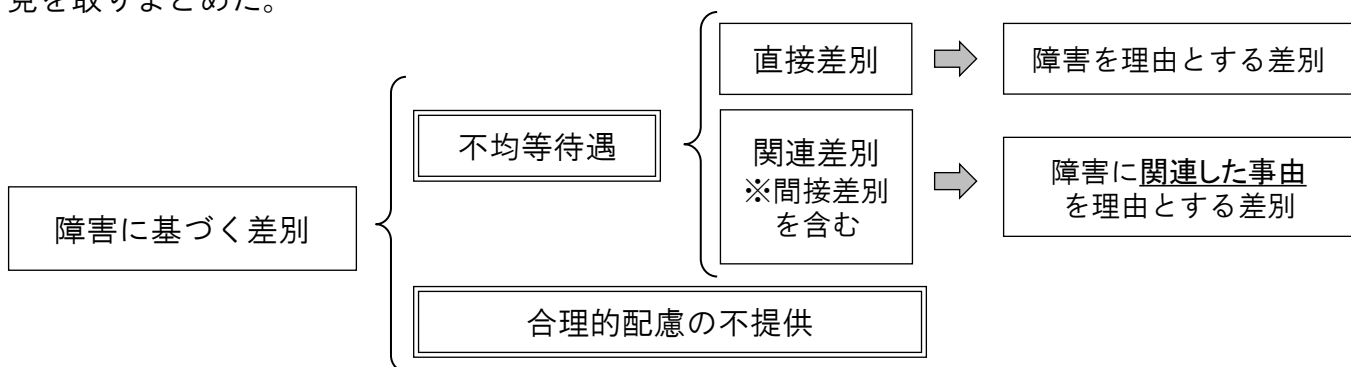 見を取りまとめた。
直接差別
障害を理由とする差別
不均等待遇
関連差別
※間接差別
を含む
障害に関連した事由
を理由とする差別
障害に基づく差別
合理的配慮の不提供